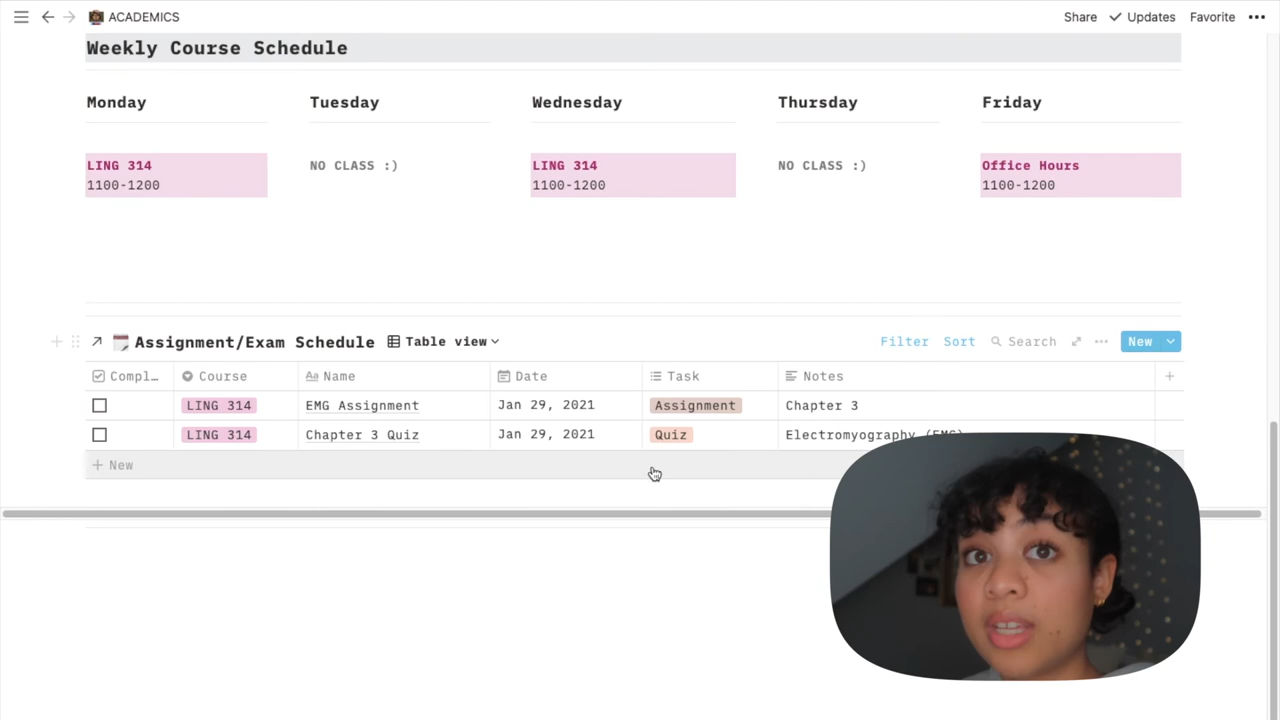 ACADEMICS
Share Updates Favorite •••
Weekly Course Schedule
Monday Tuesday Wednesday Thursday Friday
LING 314 NO CLASS :) LING 314 NO CLASS :) Office Hours
1100-1200 1100-1200 1100-1200
Assignment/Exam Schedule Table view Filter Sort Search ••• New
Compl… Course Aa Name Date Task Notes +
LING 314 EMG Assignment Jan 29, 2021 Assignment Chapter 3
LING 314 Chapter 3 Quiz Jan 29, 2021 Quiz Electromyography (EMG)
+ New